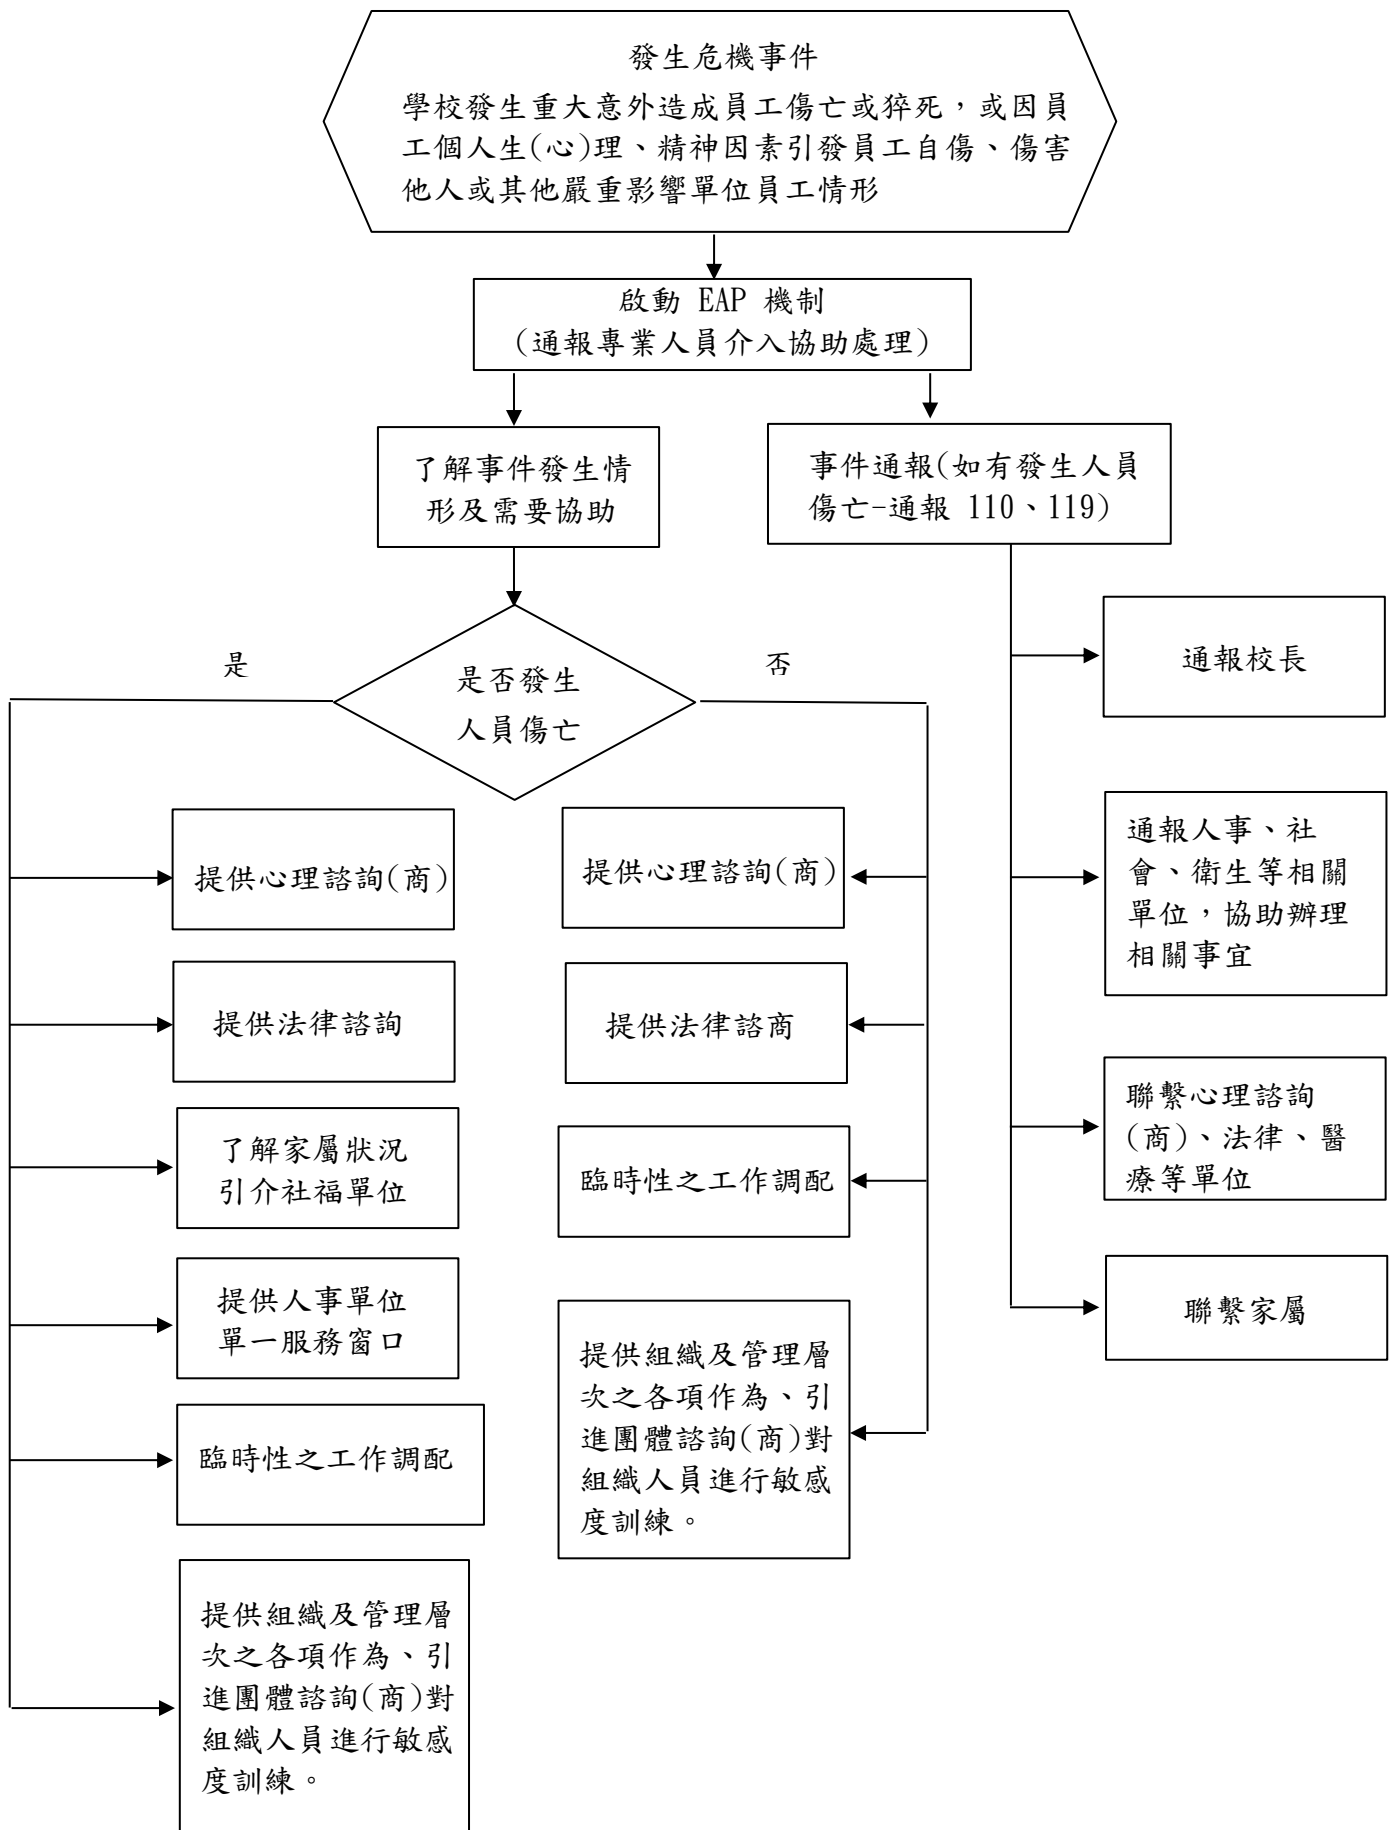 發生危機事件
學校發生重大意外造成員工傷亡或猝死，或因員
工個人生(心)理、精神因素引發員工自傷、傷害
他人或其他嚴重影響單位員工情形
啟動 EAP 機制
(通報專業人員介入協助處理)
了解事件發生情
形及需要協助
事件通報(如有發生人員
傷亡-通報 110、119)
是
否
是否發生
人員傷亡
提供心理諮詢(商)
提供法律諮詢
了解家屬狀況
引介社福單位
提供人事單位
單一服務窗口
臨時性之工作調配
提供組織及管理層
次之各項作為、引
進團體諮詢(商)對
組織人員進行敏感
度訓練。
提供心理諮詢(商)
提供法律諮商
臨時性之工作調配
提供組織及管理層
次之各項作為、引
進團體諮詢(商)對
組織人員進行敏感
度訓練。
通報校長
通報人事、社
會、衛生等相關
單位，協助辦理
相關事宜
聯繫心理諮詢
(商)、法律、醫
療等單位
聯繫家屬